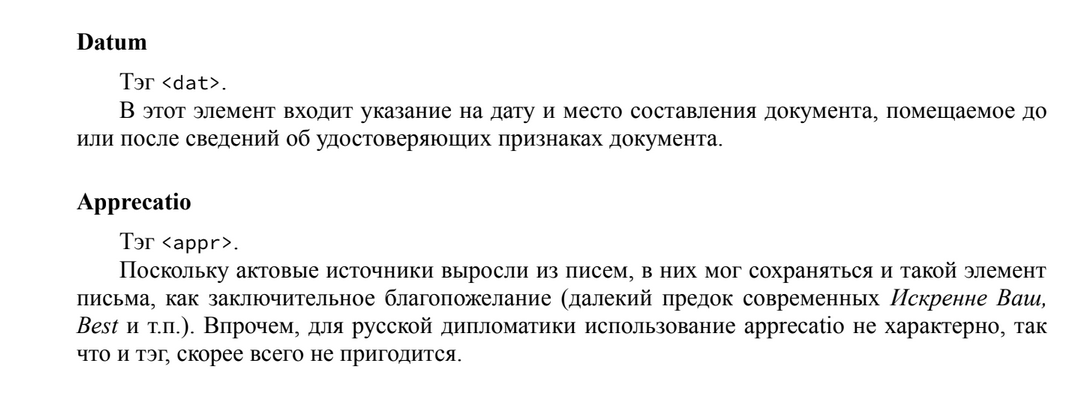 Datum
Тэг <dat>.
В этот элемент входит указание на дату и место составления документа, помещаемое до
или после сведений об удостоверяющих признаках документа.
Apprecatio
Тэг <appr>.
Поскольку актовые источники выросли из писем, в них мог сохраняться и такой элемент
письма, как заключительное благопожелание (далекий предок современных Искренне Ваш,
Best и т.п.). Впрочем, для русской дипломатики использование apprecatio не характерно, так
что и тэг, скорее всего не пригодится.